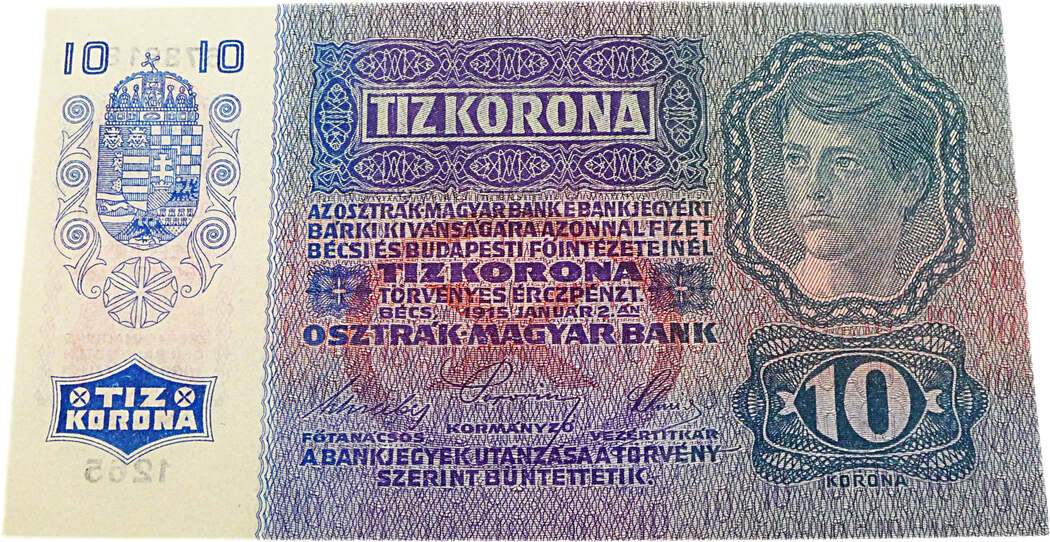 10 10
TIZ KORONA
AZ OSZTRÁK-MAGYAR BANK E BANKJEGYÉRT
BÁRKI KIVÁNSÁGÁRA AZONNAL FIZET
BÉCSI ÉS BUDAPESTI FŐINTÉZETEINÉL
TIZ KORONA
TÖRVÉNYES ÉRCZPÉNZT.
BÉCS, 1915 JANUÁR 2.ÁN
OSZTRÁK-MAGYAR BANK
FŐTANÁCSOS KORMÁNYZÓ VEZÉRTITKÁR
A BANKJEGYEK UTÁNZÁSA A TÖRVÉNY
SZERINT BÜNTETTETIK.
TIZ
KORONA
1265
10
KORONA